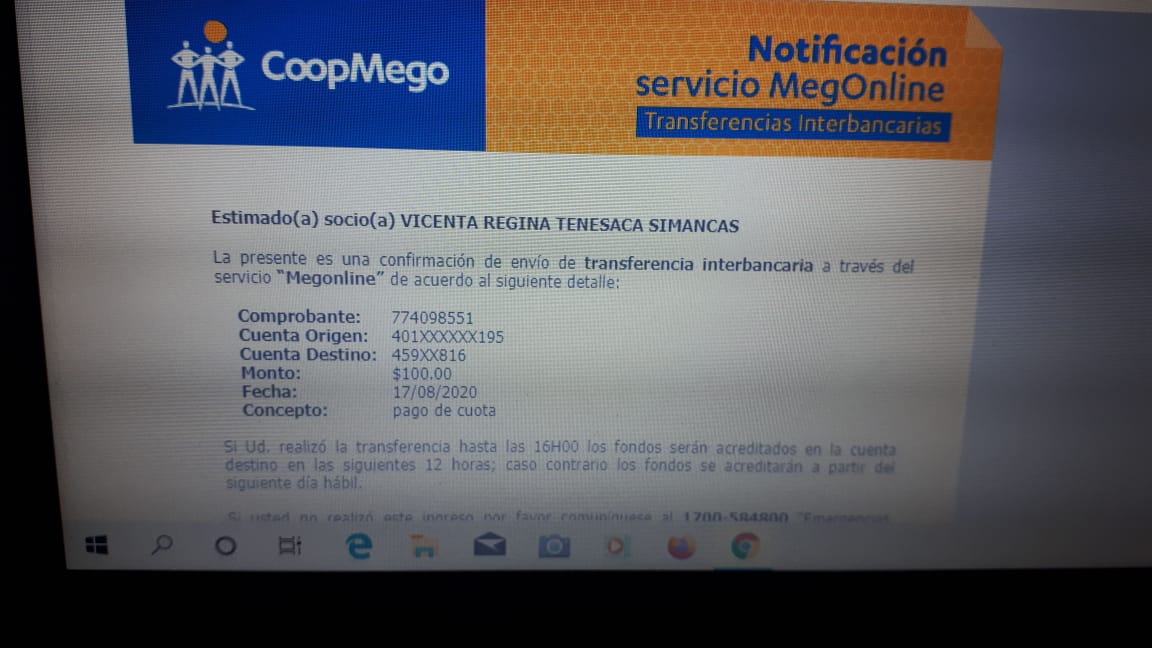 CoopMego
Notificación
servicio MegOnline
Transferencias Interbancarias
Estimado(a) socio(a) VICENTA REGINA TENESACA SIMANCAS
La presente es una confirmación de envío de transferencia interbancaria a través del
servicio "Megonline" de acuerdo al siguiente detalle:
Comprobante: 774098551
Cuenta Origen: 401XXXXXX195
Cuenta Destino: 459XX816
Monto: $100.00
Fecha: 17/08/2020
Concepto: pago de cuota
Si Ud. realizó la transferencia hasta las 16H00 los fondos serán acreditados en la cuenta
destino en las siguientes 12 horas; caso contrario los fondos se acreditarán a partir del
siguiente día hábil.
Si usted no realizó este ingreso por favor comuníquese al 1700-584800 "Emergencias